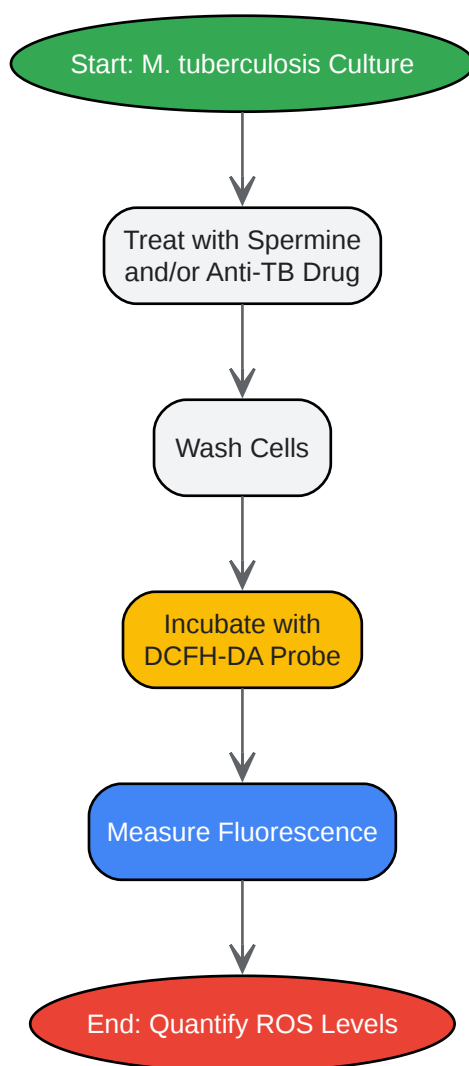 Start: M. tuberculosis Culture
Treat with Spermine
and/or Anti-TB Drug
Wash Cells
Incubate with
DCFH-DA Probe
Measure Fluorescence
End: Quantify ROS Levels